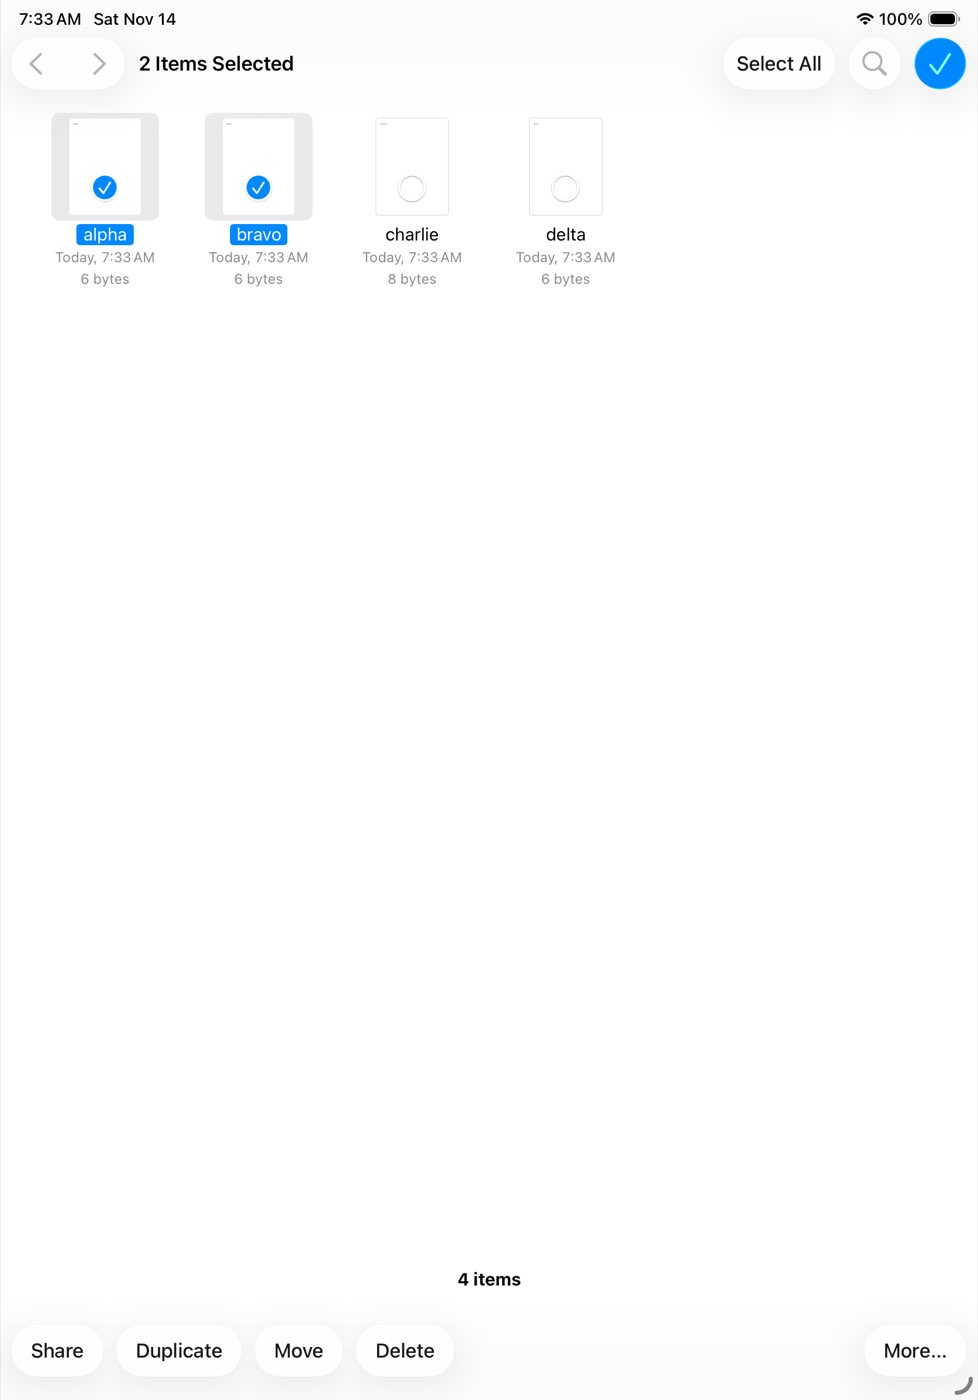 7:33 AM Sat Nov 14
100%
2 Items Selected
Select All
alpha
Today, 7:33 AM
6 bytes
bravo
Today, 7:33 AM
6 bytes
charlie
Today, 7:33 AM
8 bytes
delta
Today, 7:33 AM
6 bytes
4 items
Share
Duplicate
Move
Delete
More...